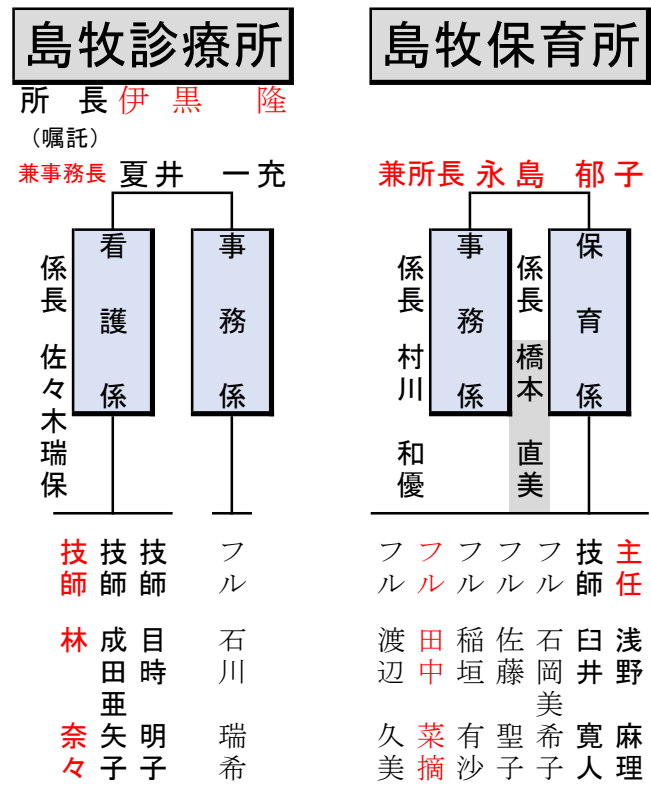 島牧診療所
所長 伊黒 隆
（嘱託）
兼事務長 夏井 一充
事務係
看護係
係長 佐々木瑞保
フル 石川 瑞希
技師 目時 明子
技師 成田亜矢子
技師 林 奈々
島牧保育所
兼所長 永島 郁子
保育係
係長 橋本 直美
事務係
係長 村川 和優
主任 浅野 麻理
技師 臼井 寛人
フル 石岡美希子
フル 佐藤 聖子
フル 稲垣 有沙
フル 田中 菜摘
フル 渡辺 久美